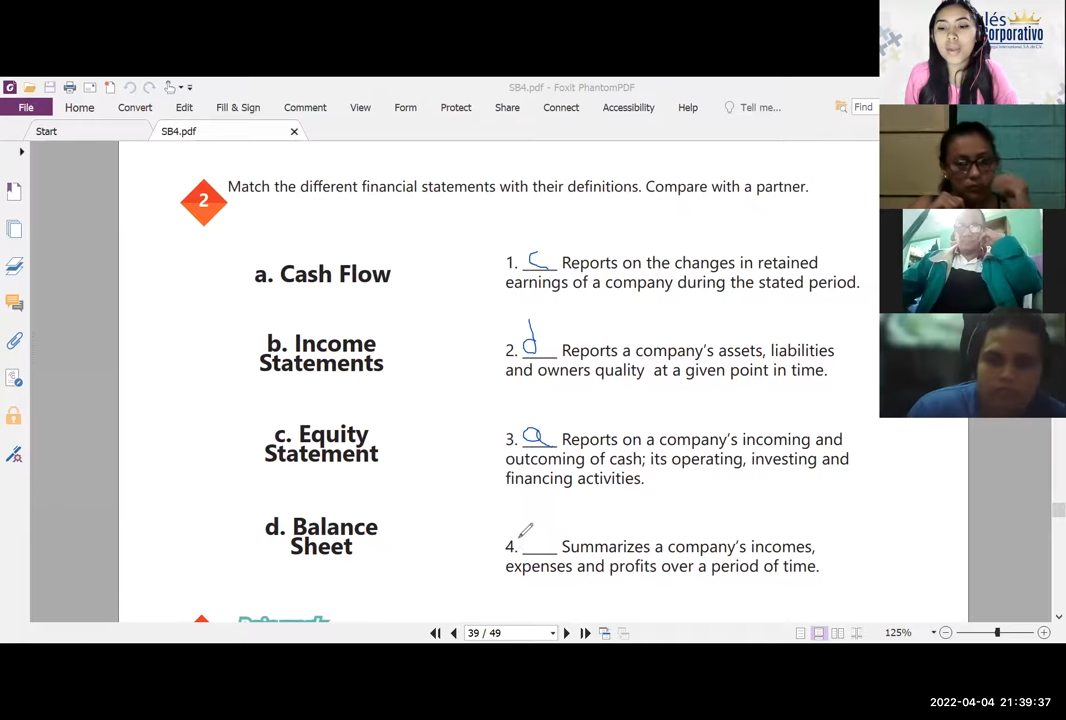 lés
Corporativo
SB4.pdf - Foxit PhantomPDF
File Home Convert Edit Fill & Sign Comment View Form Protect Share Connect Accessibility Help Tell me... Find
Start SB4.pdf
2 Match the different financial statements with their definitions. Compare with a partner.
a. Cash Flow
b. Income
Statements
c. Equity
Statement
d. Balance
Sheet
1. c Reports on the changes in retained
earnings of a company during the stated period.
2. d Reports a company's assets, liabilities
and owners quality at a given point in time.
3. a Reports on a company's incoming and
outcoming of cash; its operating, investing and
financing activities.
4. ____ Summarizes a company's incomes,
expenses and profits over a period of time.
39 / 49
125%
2022-04-04 21:39:37